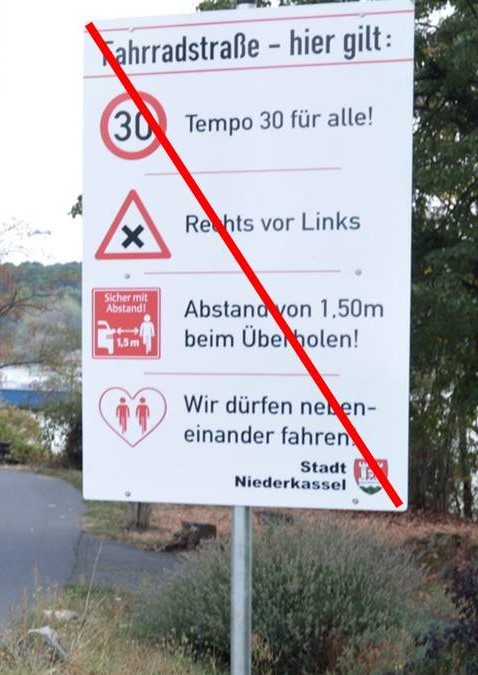 Fahrradstraße – hier gilt:
30
Tempo 30 für alle!
Rechts vor Links
Sicher mit
Abstand!
1,5 m
Abstand von 1,50m
beim Überholen!
Wir dürfen neben-
einander fahren.
Stadt
Niederkassel